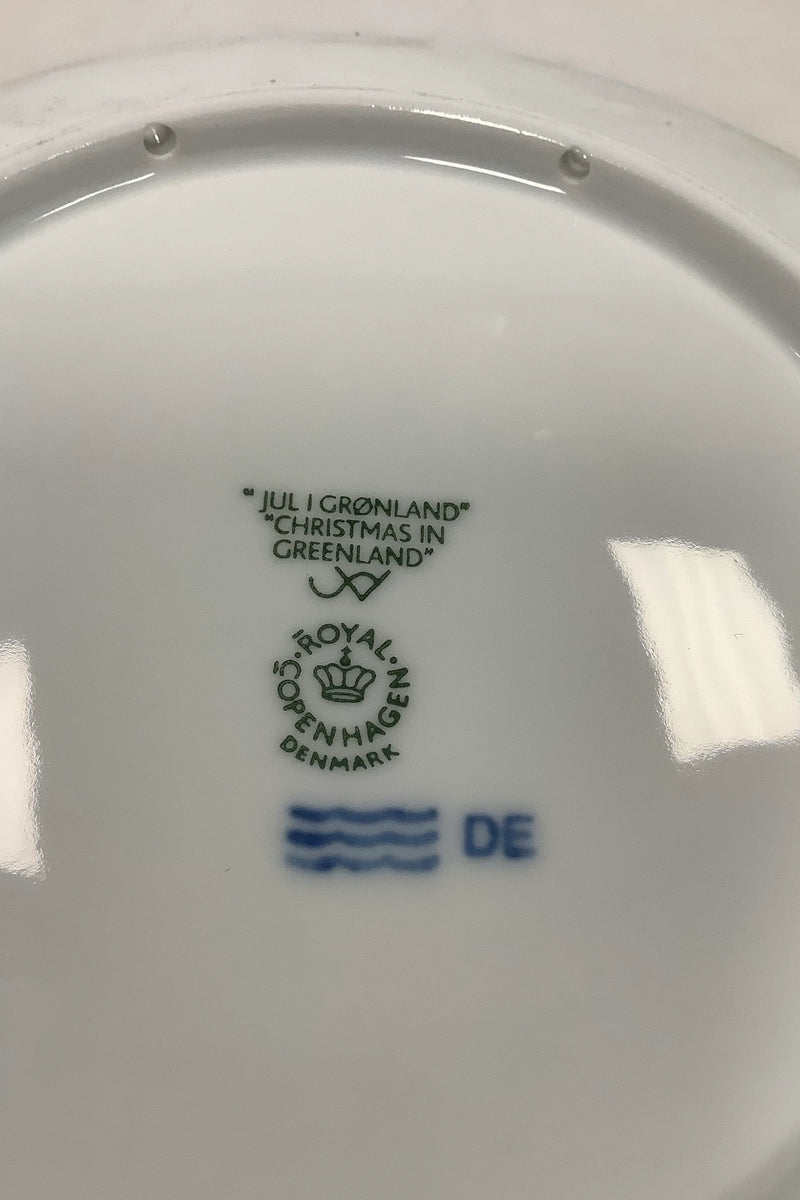 "JUL I GRØNLAND"
"CHRISTMAS IN
GREENLAND"
ROYAL
COPENHAGEN
DENMARK
DE